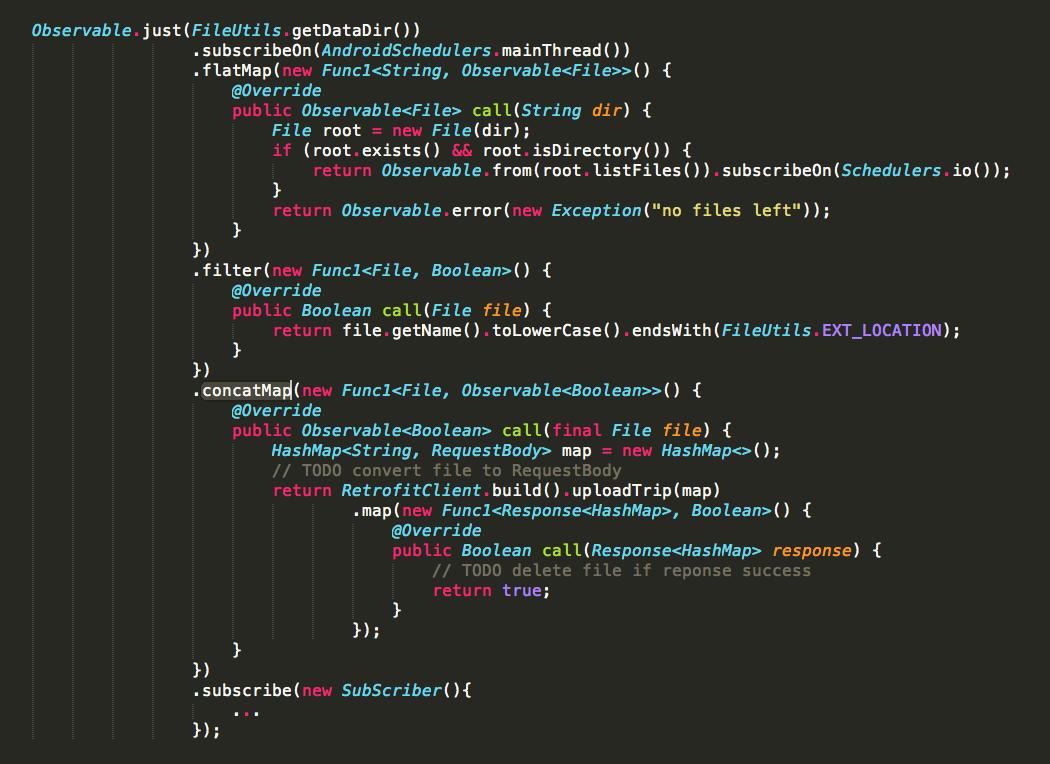 Observable.just(FileUtils.getDataDir())
.subscribeOn(AndroidSchedulers.mainThread())
.flatMap(new Func1<String, Observable<File>>() {
@Override
public Observable<File> call(String dir) {
File root = new File(dir);
if (root.exists() && root.isDirectory()) {
return Observable.from(root.listFiles()).subscribeOn(Schedulers.io());
}
return Observable.error(new Exception("no files left"));
}
})
.filter(new Func1<File, Boolean>() {
@Override
public Boolean call(File file) {
return file.getName().toLowerCase().endsWith(FileUtils.EXT_LOCATION);
}
})
.concatMap(new Func1<File, Observable<Boolean>>() {
@Override
public Observable<Boolean> call(final File file) {
HashMap<String, RequestBody> map = new HashMap<>();
// TODO convert file to RequestBody
return RetrofitClient.build().uploadTrip(map)
.map(new Func1<Response<HashMap>, Boolean>() {
@Override
public Boolean call(Response<HashMap> response) {
// TODO delete file if reponse success
return true;
}
});
}
})
.subscribe(new SubScriber(){
...
});